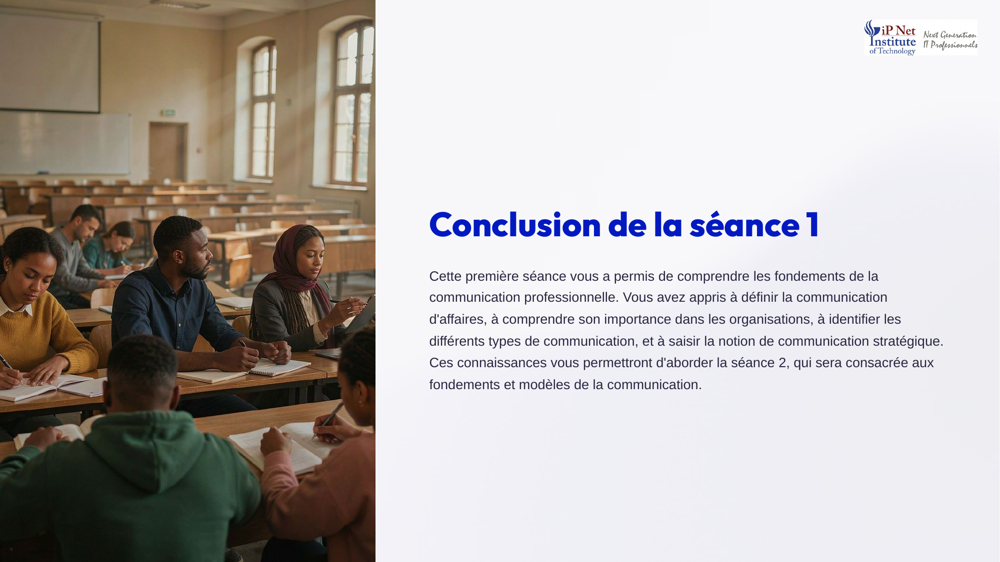 iP Net
Institute
of Technology
Next Generation
IT Professionnels
Conclusion de la séance 1
Cette première séance vous a permis de comprendre les fondements de la
communication professionnelle. Vous avez appris à définir la communication
d'affaires, à comprendre son importance dans les organisations, à identifier les
différents types de communication, et à saisir la notion de communication stratégique.
Ces connaissances vous permettront d'aborder la séance 2, qui sera consacrée aux
fondements et modèles de la communication.